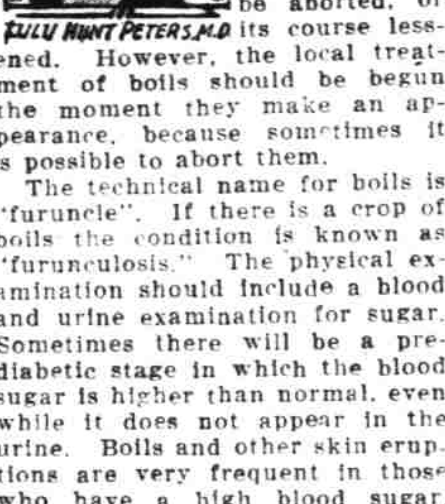 be aborted, or
LULU HUNT PETERS, M.D. its course less-
ened. However, the local treat-
ment of boils should be begun
the moment they make an ap-
pearance, because sometimes it
s possible to abort them.
The technical name for boils is
"furuncle". If there is a crop of
boils the condition is known as
"furunculosis." The physical ex-
amination should include a blood
and urine examination for sugar.
Sometimes there will be a pre-
diabetic stage in which the blood
sugar is higher than normal, even
while it does not appear in the
urine. Boils and other skin erup-
tions are very frequent in those
who have a high blood sugar